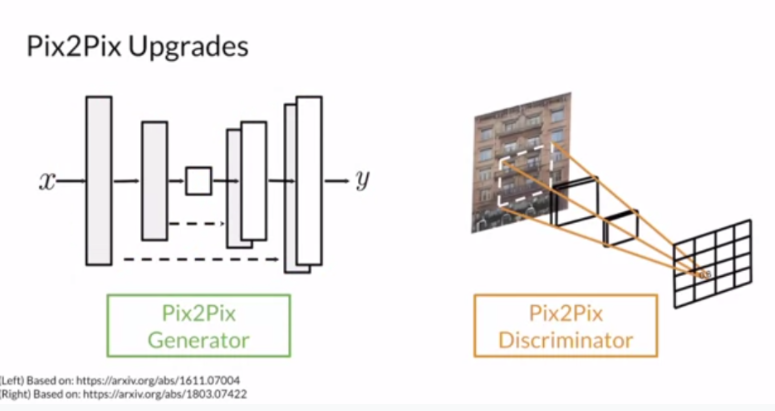 Pix2Pix Upgrades
x
y
Pix2Pix
Generator
Pix2Pix
Discriminator
(Left) Based on: https://arxiv.org/abs/1611.07004
(Right) Based on: https://arxiv.org/abs/1803.07422